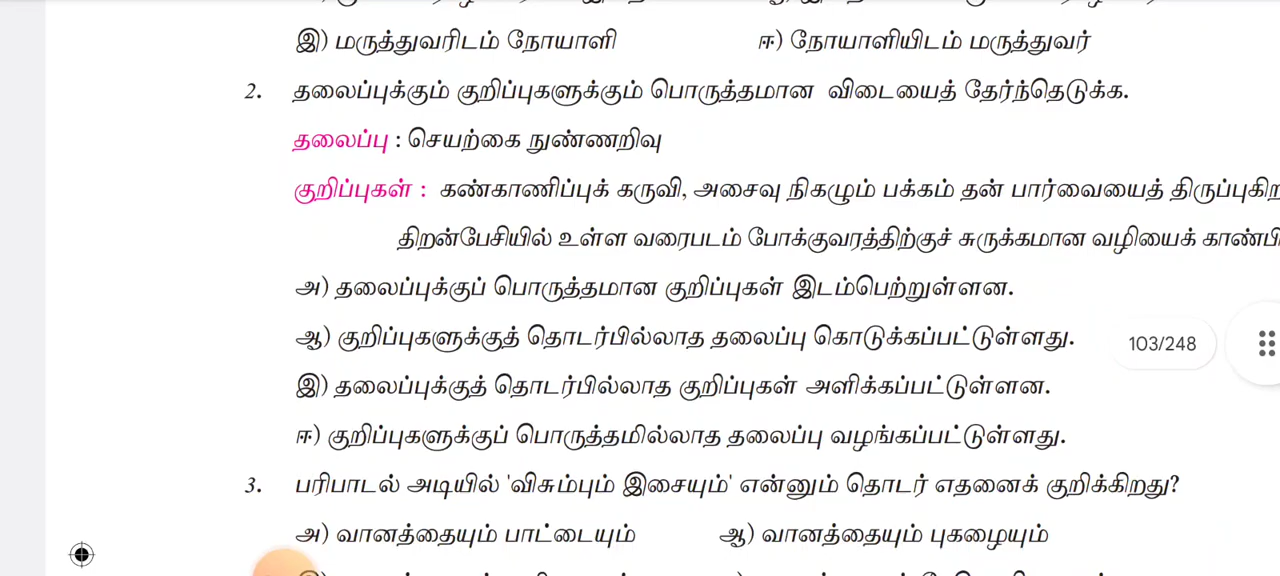 இ) மருத்துவரிடம் நோயாளி ஈ) நோயாளியிடம் மருத்துவர்
2. தலைப்புக்கும் குறிப்புகளுக்கும் பொருத்தமான விடையைத் தேர்ந்தெடுக்க.
தலைப்பு : செயற்கை நுண்ணறிவு
குறிப்புகள் : கண்காணிப்புக் கருவி, அசைவு நிகழும் பக்கம் தன் பார்வையைத்
திறன்பேசியில் உள்ள வரைபடம் போக்குவரத்திற்குச் சுருக்கமான வழியைக்
அ) தலைப்புக்குப் பொருத்தமான குறிப்புகள் இடம்பெற்றுள்ளன.
ஆ) குறிப்புகளுக்குத் தொடர்பில்லாத தலைப்பு கொடுக்கப்பட்டுள்ளது.
103/248
இ) தலைப்புக்குத் தொடர்பில்லாத குறிப்புகள் அளிக்கப்பட்டுள்ளன.
ஈ) குறிப்புகளுக்குப் பொருத்தமில்லாத தலைப்பு வழங்கப்பட்டுள்ளது.
3. பரிபாடல் அடியில் 'விசும்பும் இசையும்' என்னும் தொடர் எதனைக் குறிக்கிறது?
அ) வானத்தையும் பாட்டையும் ஆ) வானத்தையும் புகழையும்